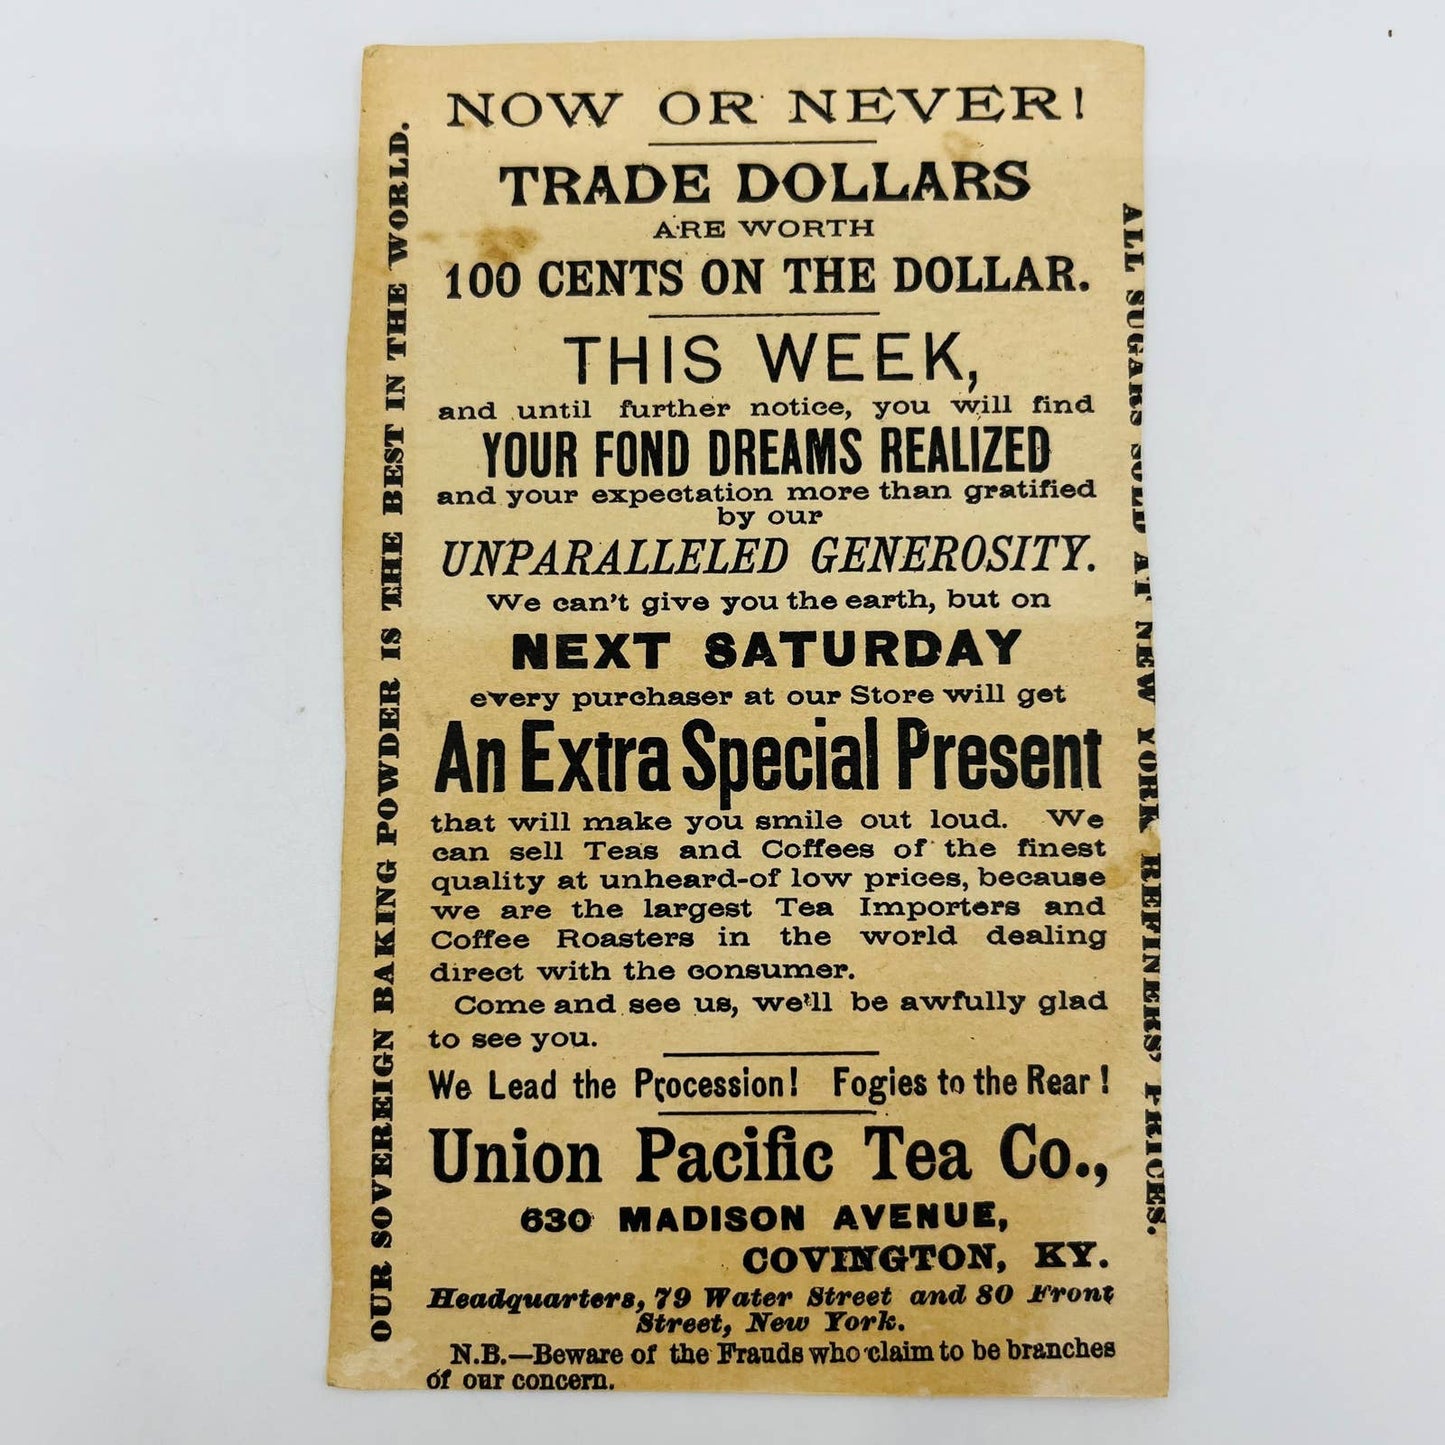 NOW OR NEVER!
TRADE DOLLARS
ARE WORTH
100 CENTS ON THE DOLLAR.
THIS WEEK,
and until further notice, you will find
YOUR FOND DREAMS REALIZED
and your expectation more than gratified
by our
UNPARALLELED GENEROSITY.
We can't give you the earth, but on
NEXT SATURDAY
every purchaser at our Store will get
An Extra Special Present
that will make you smile out loud. We
can sell Teas and Coffees of the finest
quality at unheard-of low prices, because
we are the largest Tea Importers and
Coffee Roasters in the world dealing
direct with the consumer.
Come and see us, we'll be awfully glad
to see you.
We Lead the Procession! Fogies to the Rear!
Union Pacific Tea Co.,
630 MADISON AVENUE,
COVINGTON, KY.
Headquarters, 79 Water Street and 80 Front
Street, New York.
N.B.—Beware of the Frauds who claim to be branches
of our concern.
OUR SOVEREIGN BAKING POWDER IS THE BEST IN THE WORLD.
ALL SUGARS SOLD AT NEW YORK REFINERS' PRICES.